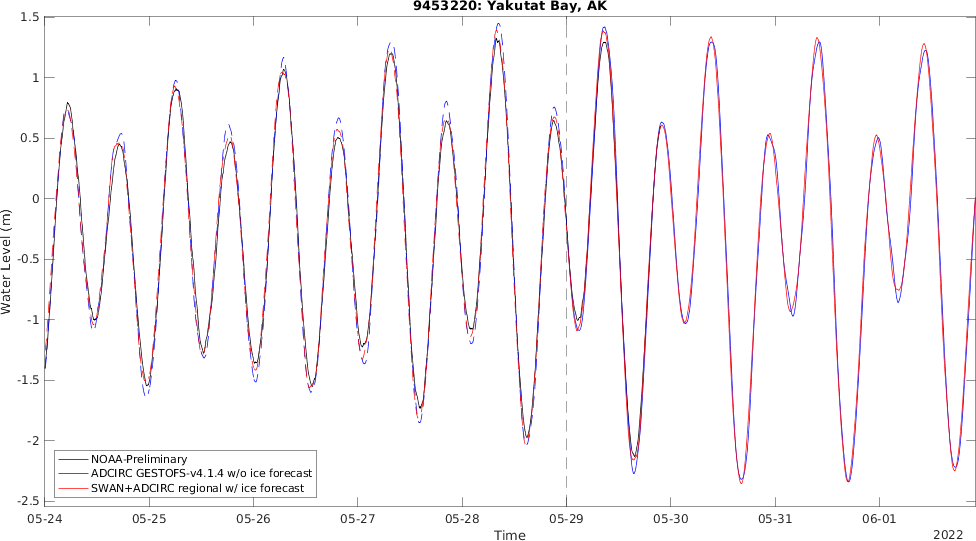 9453220: Yakutat Bay, AK
1.5
1
0.5
0
-0.5
-1
-1.5
-2
-2.5
Water Level (m)
NOAA-Preliminary
ADCIRC GESTOFS-v4.1.4 w/o ice forecast
SWAN+ADCIRC regional w/ ice forecast
05-24 05-25 05-26 05-27 05-28 05-29 05-30 05-31 06-01
Time
2022